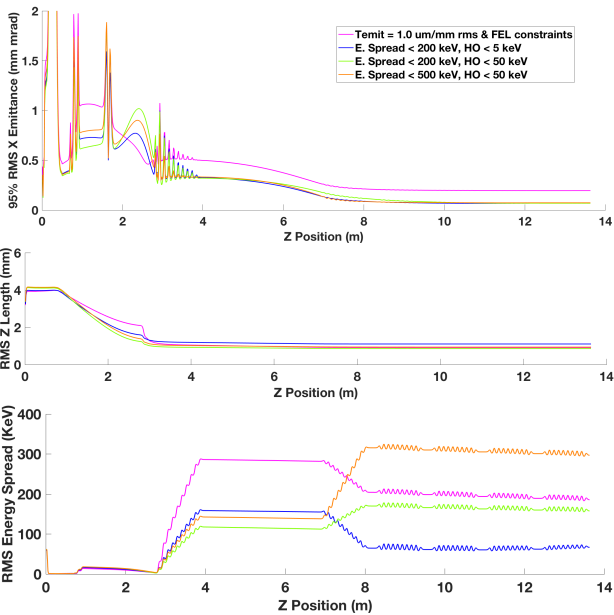 95% RMS X Emittance (mm mrad)
2
1.5
1
0.5
0
Temit = 1.0 um/mm rms & FEL constraints
E. Spread < 200 keV, HO < 5 keV
E. Spread < 200 keV, HO < 50 keV
E. Spread < 500 keV, HO < 50 keV
0 2 4 6 8 10 12 14
Z Position (m)
RMS Z Length (mm)
6
4
2
0
0 2 4 6 8 10 12 14
Z Position (m)
RMS Energy Spread (KeV)
400
300
200
100
0
0 2 4 6 8 10 12 14
Z Position (m)